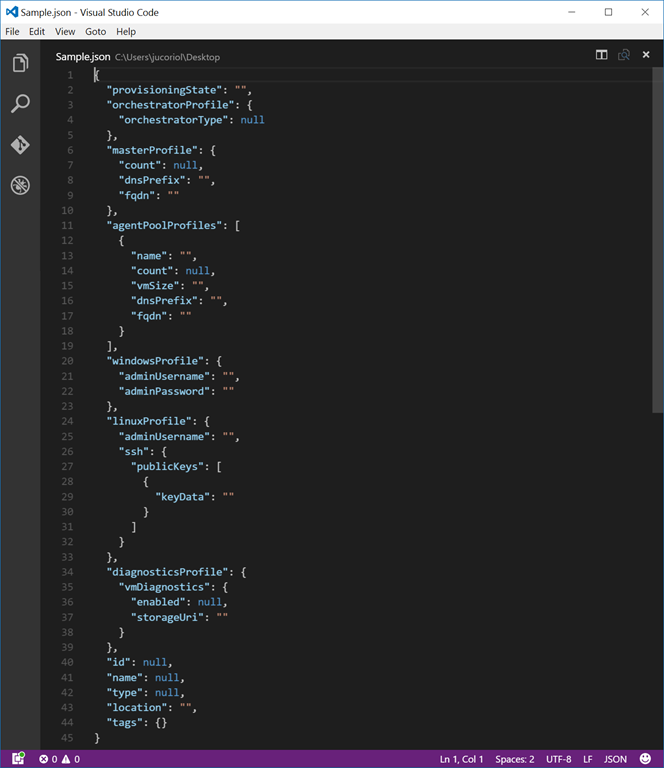 Sample.json - Visual Studio Code
File Edit View Goto Help
Sample.json C:\Users\jucoriol\Desktop
1 {
2   "provisioningState": "",
3   "orchestratorProfile": {
4     "orchestratorType": null
5   },
6   "masterProfile": {
7     "count": null,
8     "dnsPrefix": "",
9     "fqdn": ""
10   },
11   "agentPoolProfiles": [
12     {
13       "name": "",
14       "count": null,
15       "vmSize": "",
16       "dnsPrefix": "",
17       "fqdn": ""
18     }
19   ],
20   "windowsProfile": {
21     "adminUsername": "",
22     "adminPassword": ""
23   },
24   "linuxProfile": {
25     "adminUsername": "",
26     "ssh": {
27       "publicKeys": [
28         {
29           "keyData": ""
30         }
31       ]
32     }
33   },
34   "diagnosticsProfile": {
35     "vmDiagnostics": {
36       "enabled": null,
37       "storageUri": ""
38     }
39   },
40   "id": null,
41   "name": null,
42   "type": null,
43   "location": "",
44   "tags": {}
45 }
0 0 Ln 1, Col 1 Spaces: 2 UTF-8 LF JSON